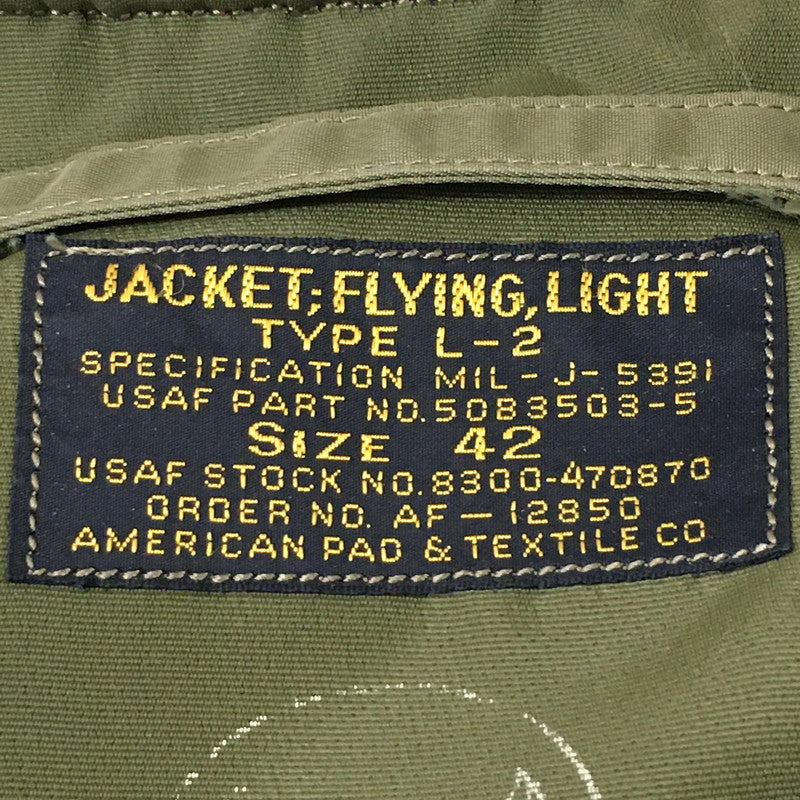 JACKET; FLYING, LIGHT
TYPE L-2
SPECIFICATION MIL-J-5391
USAF PART NO. 5083503-5
SIZE 42
USAF STOCK NO. 8300-470870
ORDER NO. AF-12850
AMERICAN PAD & TEXTILE CO